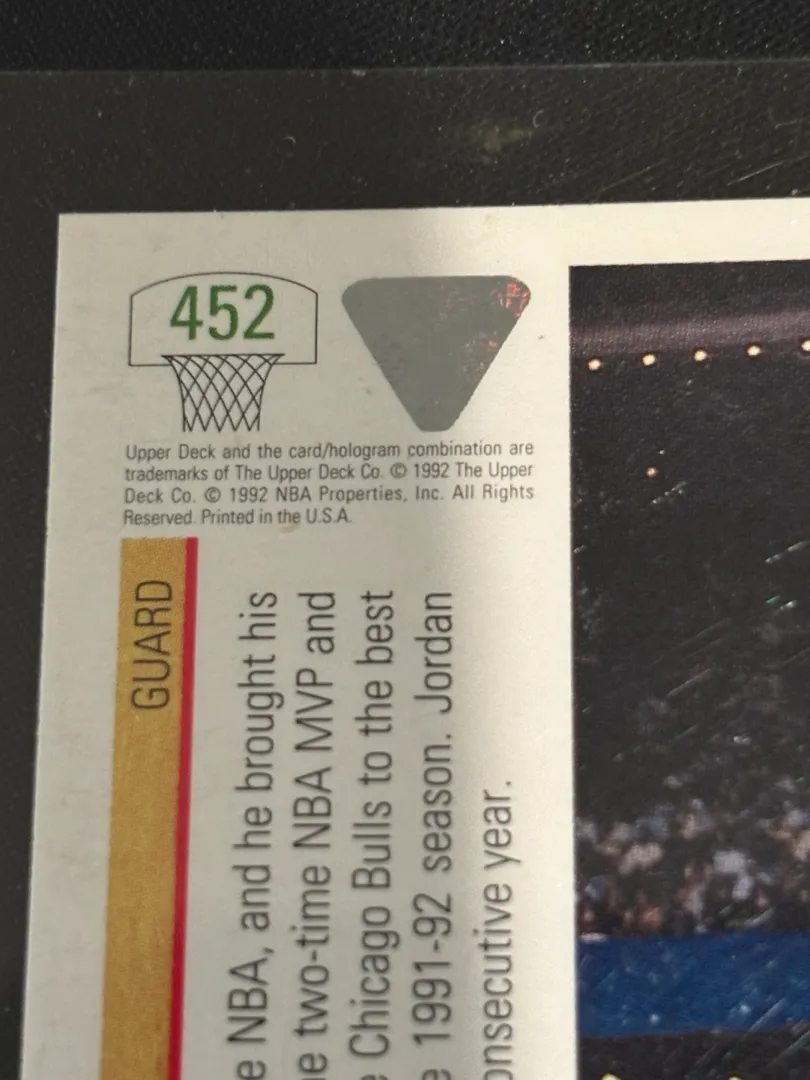 452
Upper Deck and the card/hologram combination are
trademarks of The Upper Deck Co. © 1992 The Upper
Deck Co. © 1992 NBA Properties, Inc. All Rights
Reserved. Printed in the U.S.A.
GUARD
NBA, and he brought his
two-time NBA MVP and
Chicago Bulls to the best
1991-92 season. Jordan
year.